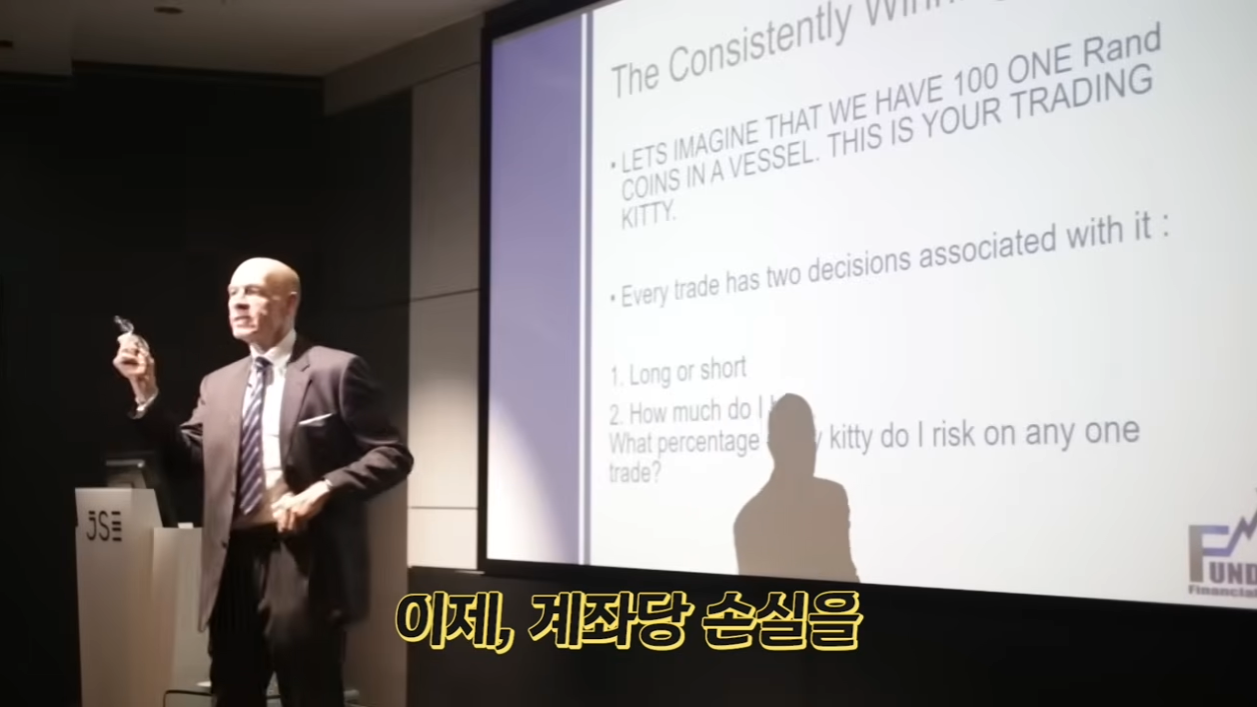 The Consistently
• LETS IMAGINE THAT WE HAVE 100 ONE Rand
COINS IN A VESSEL. THIS IS YOUR TRADING
KITTY.
• Every trade has two decisions associated with it :
1. Long or short
2. How much do I
What percentage kitty do I risk on any one
trade?
JSE
FUND
Financial
이제, 계좌당 손실을